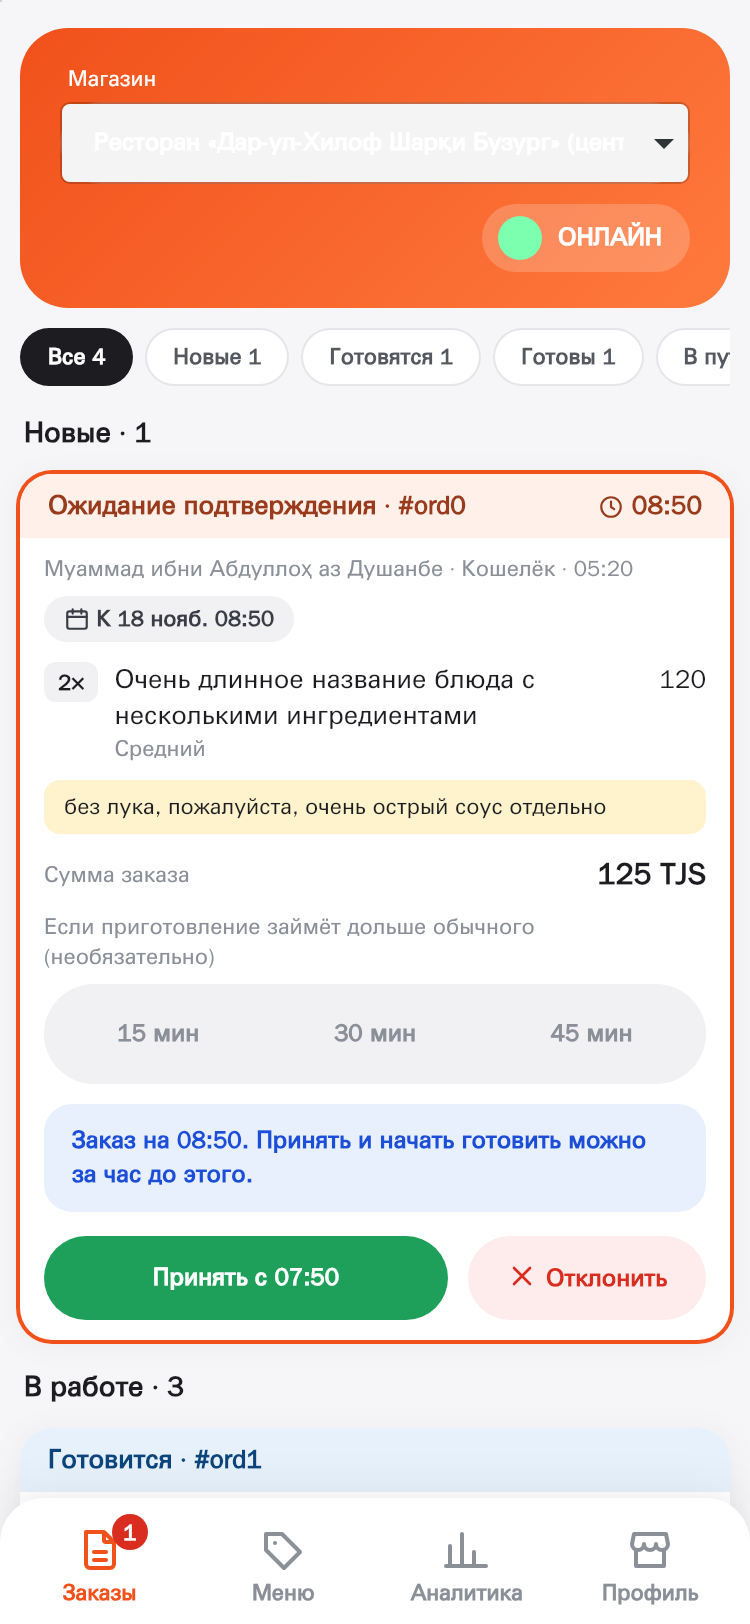 Магазин
Ресторан «Дар-ул-Хилоф Шарқи Бузург» (цент
ОНЛАЙН
Все 4
Новые 1
Готовятся 1
Готовы 1
В пу
Новые · 1
Ожидание подтверждения · #ord0
08:50
Муаммад ибни Абдуллоҳ аз Душанбе · Кошелёк · 05:20
К 18 нояб. 08:50
2×
Очень длинное название блюда с
120
несколькими ингредиентами
Средний
без лука, пожалуйста, очень острый соус отдельно
Сумма заказа
125 TJS
Если приготовление займёт дольше обычного
(необязательно)
15 мин
30 мин
45 мин
Заказ на 08:50. Принять и начать готовить можно
за час до этого.
Принять с 07:50
Отклонить
В работе · 3
Готовится · #ord1
1
Заказы
Меню
Аналитика
Профиль